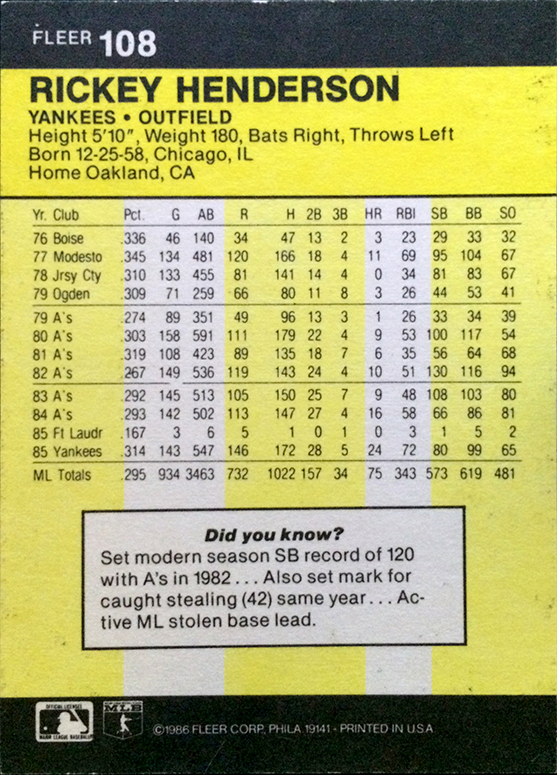 FLEER 108
RICKEY HENDERSON
YANKEES • OUTFIELD
Height 5'10", Weight 180, Bats Right, Throws Left
Born 12-25-58, Chicago, IL
Home Oakland, CA
Yr. Club Pct. G AB R H 2B 3B HR RBI SB BB SO
76 Boise .336 46 140 34 47 13 2 3 23 29 33 32
77 Modesto .345 134 481 120 166 18 4 11 69 95 104 67
78 Jrsy Cty .310 133 455 81 141 14 4 0 34 81 83 67
79 Ogden .309 71 259 66 80 11 8 3 26 44 53 41
79 A's .274 89 351 49 96 13 3 1 26 33 34 39
80 A's .303 158 591 111 179 22 4 9 53 100 117 54
81 A's .319 108 423 89 135 18 7 6 35 56 64 68
82 A's .267 149 536 119 143 24 4 10 51 130 116 94
83 A's .292 145 513 105 150 25 7 9 48 108 103 80
84 A's .293 142 502 113 147 27 4 16 58 66 86 81
85 Ft Laudr .167 3 6 5 1 0 1 0 3 1 5 2
85 Yankees .314 143 547 146 172 28 5 24 72 80 99 65
ML Totals .295 934 3463 732 1022 157 34 75 343 573 619 481
Did you know?
Set modern season SB record of 120
with A's in 1982 . . . Also set mark for
caught stealing (42) same year . . . Ac-
tive ML stolen base lead.
OFFICIAL LICENSEE
MAJOR LEAGUE BASEBALL
MLB
©1986 FLEER CORP. PHILA 19141 - PRINTED IN U.S.A